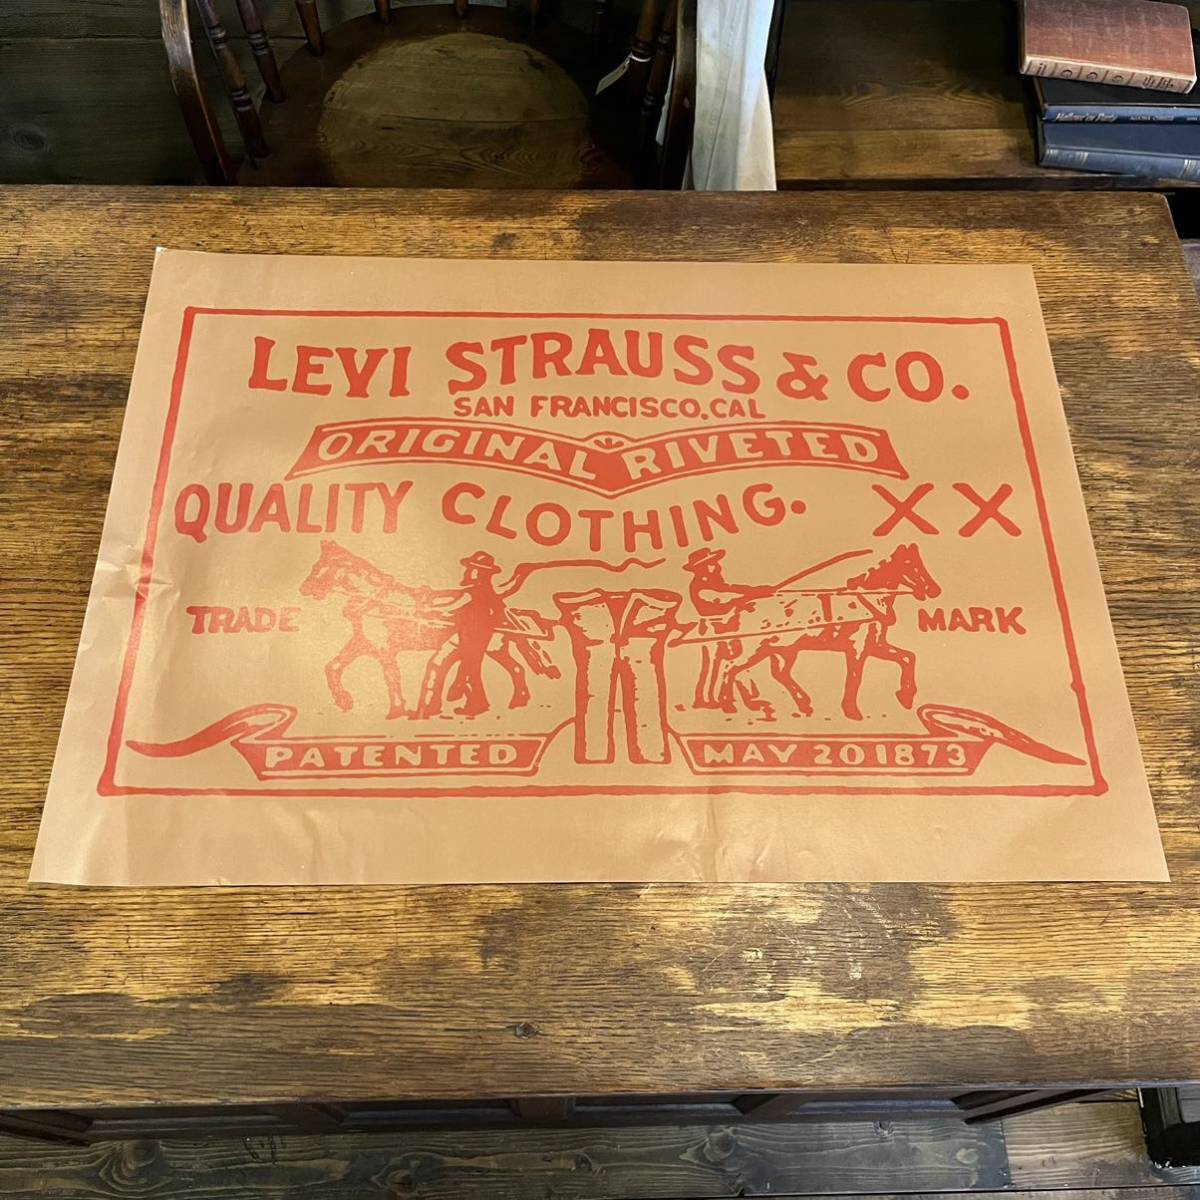 LEVI STRAUSS & CO.
SAN FRANCISCO, CAL
ORIGINAL RIVETED
QUALITY CLOTHING. XX
TRADE MARK
PATENTED MAY 20 1873